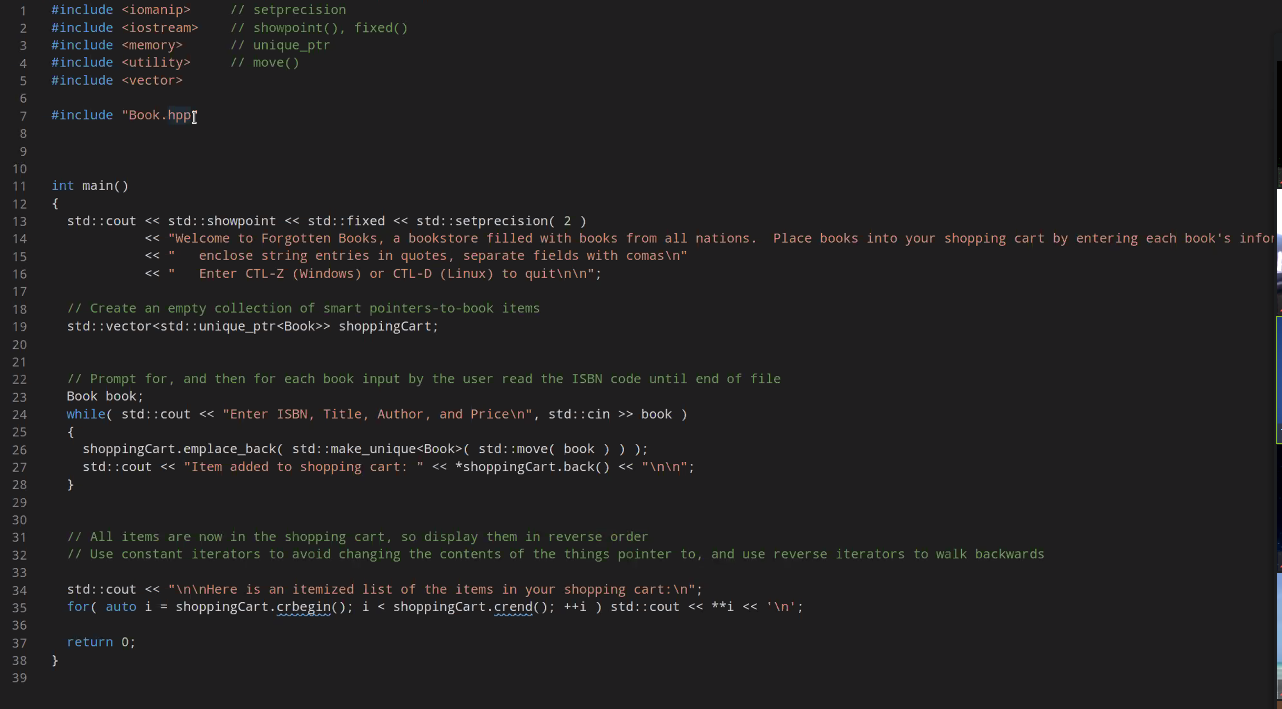 1 #include <iomanip> // setprecision
2 #include <iostream> // showpoint(), fixed()
3 #include <memory> // unique_ptr
4 #include <utility> // move()
5 #include <vector>
6
7 #include "Book.hpp"
8
9
10
11 int main()
12 {
13 std::cout << std::showpoint << std::fixed << std::setprecision( 2 )
14 << "Welcome to Forgotten Books, a bookstore filled with books from all nations.  Place books into your shopping cart by entering each book's
15 << "   enclose string entries in quotes, separate fields with comas\n"
16 << "   Enter CTL-Z (Windows) or CTL-D (Linux) to quit\n\n";
17
18 // Create an empty collection of smart pointers-to-book items
19 std::vector<std::unique_ptr<Book>> shoppingCart;
20
21
22 // Prompt for, and then for each book input by the user read the ISBN code until end of file
23 Book book;
24 while( std::cout << "Enter ISBN, Title, Author, and Price\n", std::cin >> book )
25 {
26 shoppingCart.emplace_back( std::make_unique<Book>( std::move( book ) ) );
27 std::cout << "Item added to shopping cart: " << *shoppingCart.back() << "\n\n";
28 }
29
30
31 // All items are now in the shopping cart, so display them in reverse order
32 // Use constant iterators to avoid changing the contents of the things pointer to, and use reverse iterators to walk backwards
33
34 std::cout << "\n\nHere is an itemized list of the items in your shopping cart:\n";
35 for( auto i = shoppingCart.crbegin(); i < shoppingCart.crend(); ++i ) std::cout << **i << '\n';
36
37 return 0;
38 }
39